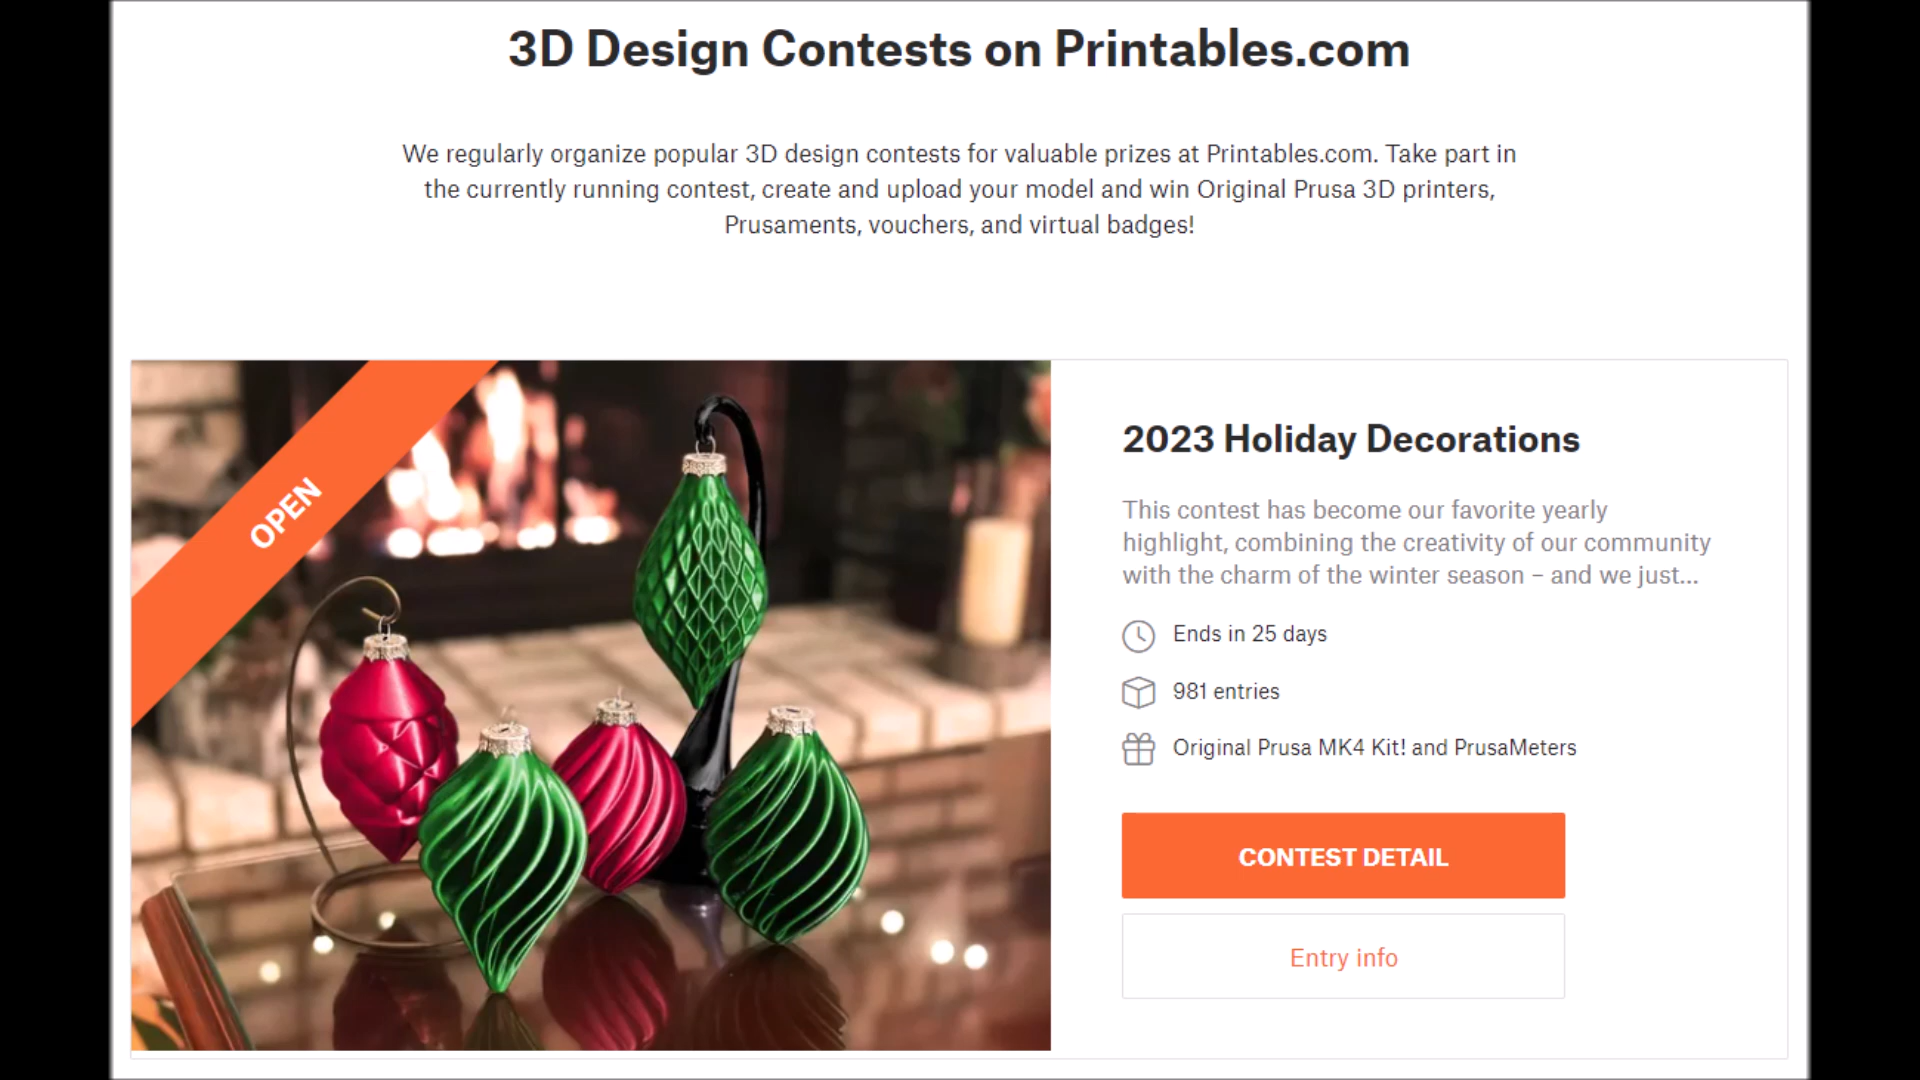 3D Design Contests on Printables.com
We regularly organize popular 3D design contests for valuable prizes at Printables.com. Take part in
the currently running contest, create and upload your model and win Original Prusa 3D printers,
Prusaments, vouchers, and virtual badges!
OPEN
2023 Holiday Decorations
This contest has become our favorite yearly
highlight, combining the creativity of our community
with the charm of the winter season – and we just...
Ends in 25 days
981 entries
Original Prusa MK4 Kit! and PrusaMeters
CONTEST DETAIL
Entry info